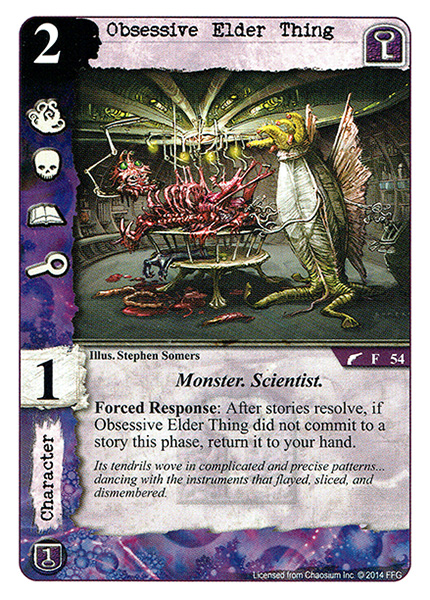 2
Obsessive Elder Thing
Illus. Stephen Somers
F 54
1
Monster. Scientist.
Forced Response: After stories resolve, if
Obsessive Elder Thing did not commit to a
story this phase, return it to your hand.
Its tendrils wove in complicated and precise patterns...
dancing with the instruments that flayed, sliced, and
dismembered.
Character
1
Licensed from Chaosium Inc. © 2014 FFG